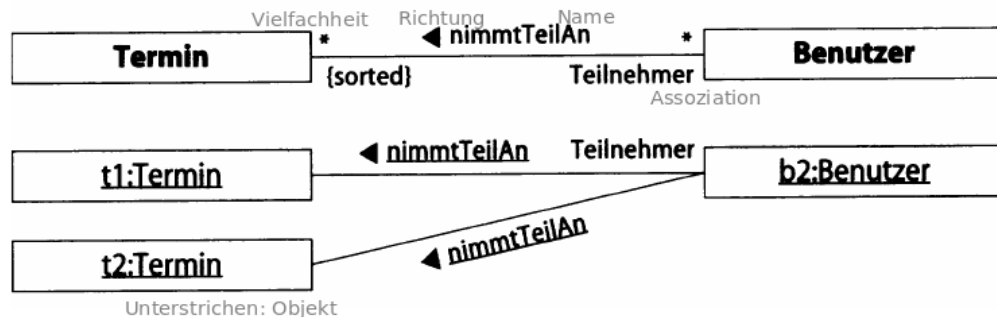 Vielfachheit Richtung Name
* ◀ nimmtTeilAn *
Termin Benutzer
{sorted} Teilnehmer
Assoziation
◀ nimmtTeilAn Teilnehmer
t1:Termin b2:Benutzer
◀ nimmtTeilAn
t2:Termin
Unterstrichen: Objekt